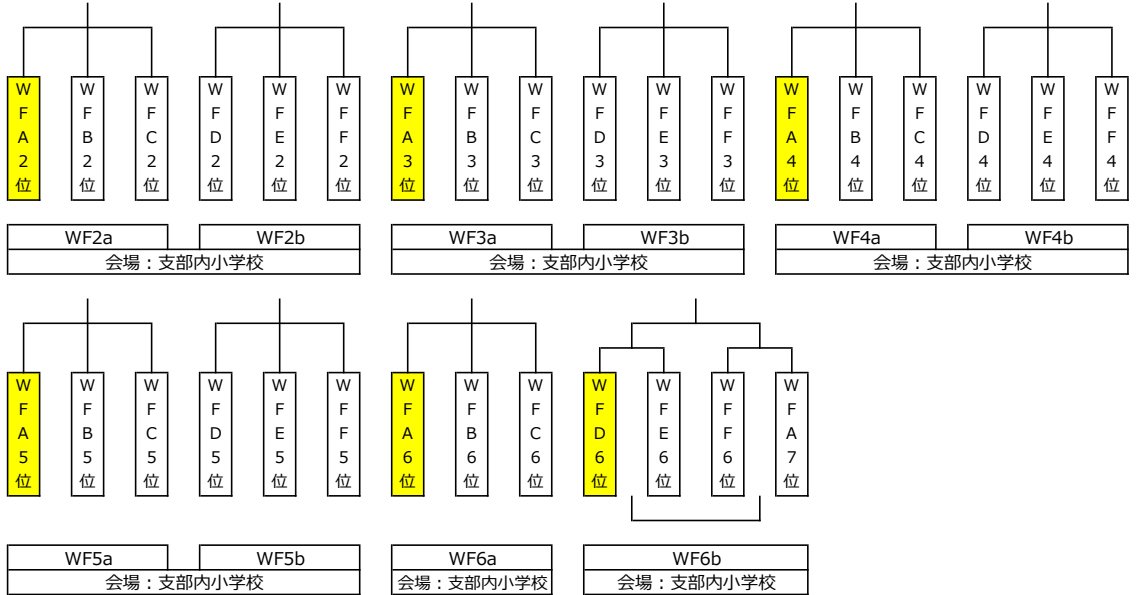 WFA2位 WFB2位 WFC2位 WFD2位 WFE2位 WFF2位 WFA3位 WFB3位 WFC3位 WFD3位 WFE3位 WFF3位 WFA4位 WFB4位 WFC4位 WFD4位 WFE4位 WFF4位
WF2a WF2b WF3a WF3b WF4a WF4b
会場：支部内小学校 会場：支部内小学校 会場：支部内小学校
WFA5位 WFB5位 WFC5位 WFD5位 WFE5位 WFF5位 WFA6位 WFB6位 WFC6位 WFD6位 WFE6位 WFF6位 WFA7位
WF5a WF5b WF6a WF6b
会場：支部内小学校 会場：支部内小学校 会場：支部内小学校